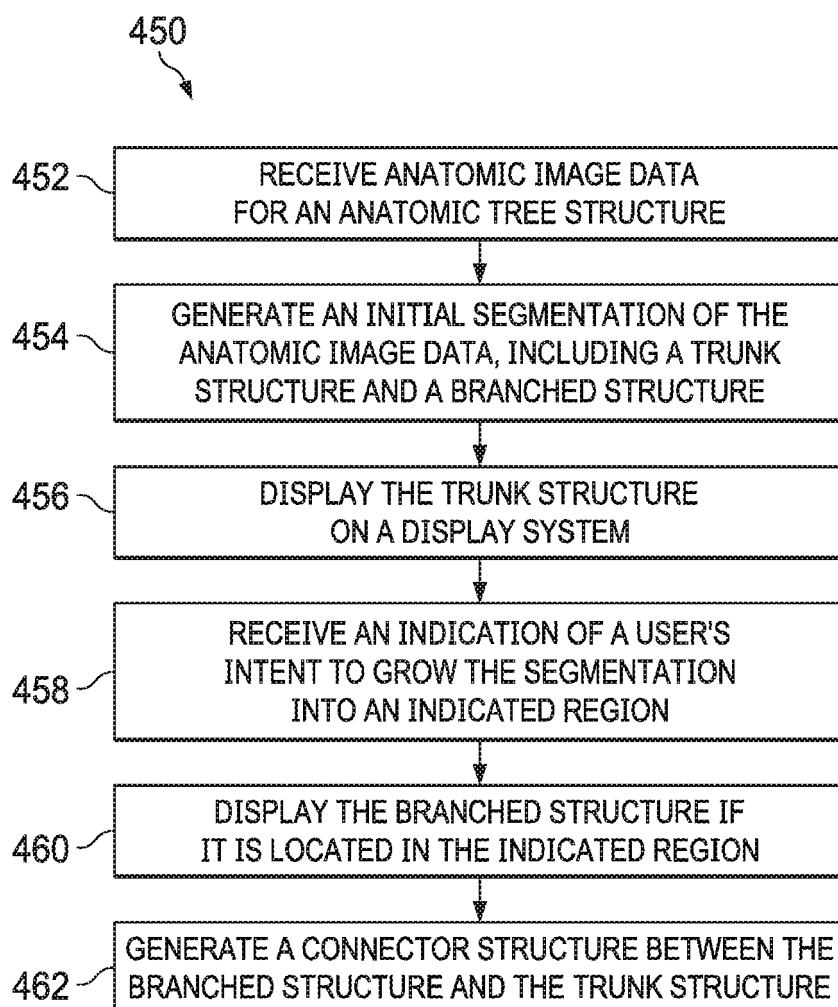 450
452
RECEIVE ANATOMIC IMAGE DATA
FOR AN ANATOMIC TREE STRUCTURE
454
GENERATE AN INITIAL SEGMENTATION OF THE
ANATOMIC IMAGE DATA, INCLUDING A TRUNK
STRUCTURE AND A BRANCHED STRUCTURE
456
DISPLAY THE TRUNK STRUCTURE
ON A DISPLAY SYSTEM
458
RECEIVE AN INDICATION OF A USER'S
INTENT TO GROW THE SEGMENTATION
INTO AN INDICATED REGION
460
DISPLAY THE BRANCHED STRUCTURE IF
IT IS LOCATED IN THE INDICATED REGION
462
GENERATE A CONNECTOR STRUCTURE BETWEEN THE
BRANCHED STRUCTURE AND THE TRUNK STRUCTURE